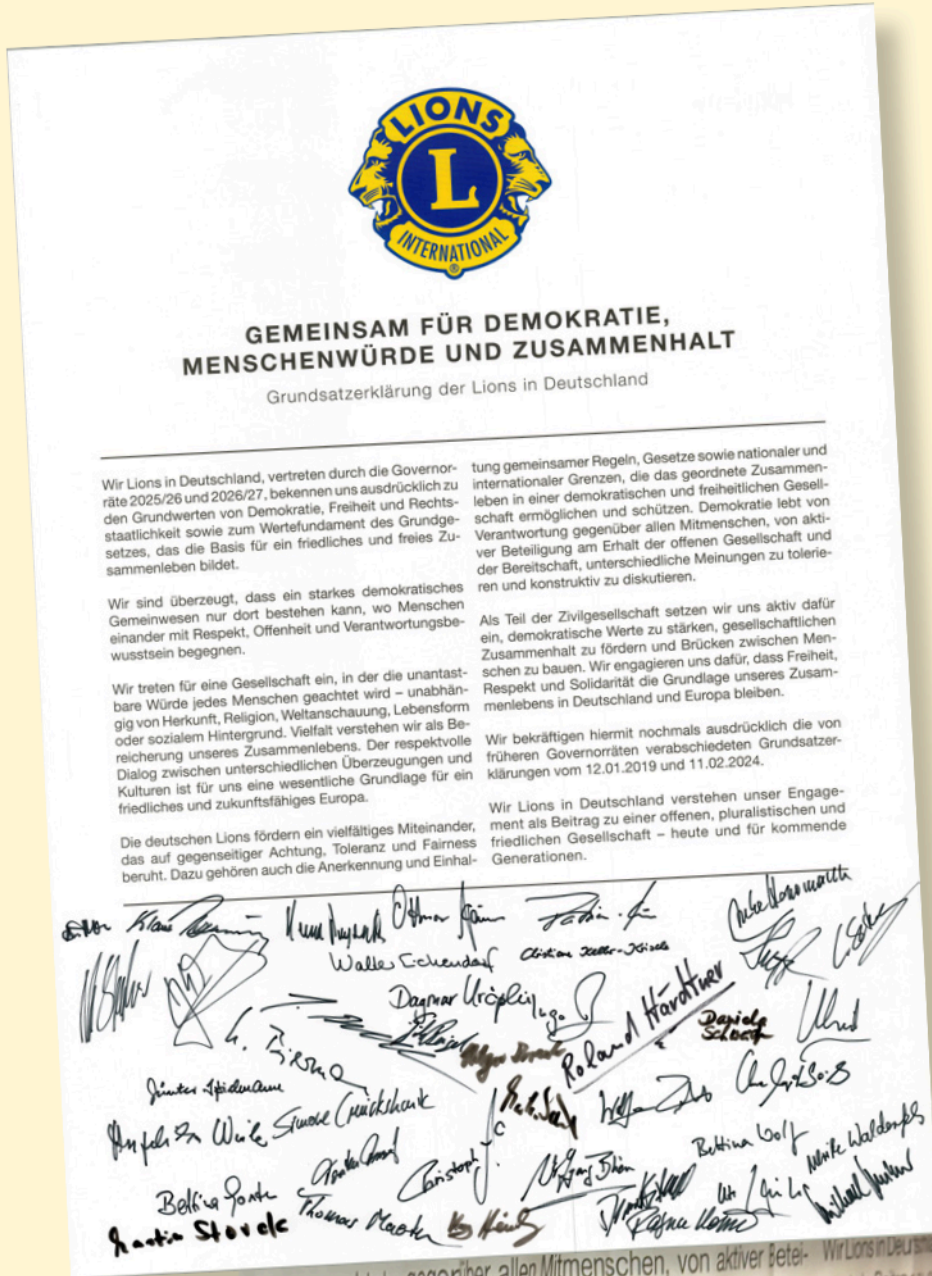 LIONS
L
INTERNATIONAL
®
GEMEINSAM FÜR DEMOKRATIE,
MENSCHENWÜRDE UND ZUSAMMENHALT
Grundsatzerklärung der Lions in Deutschland
Wir Lions in Deutschland, vertreten durch die Governor-
räte 2025/26 und 2026/27, bekennen uns ausdrücklich zu
den Grundwerten von Demokratie, Freiheit und Rechts-
staatlichkeit sowie zum Wertefundament des Grundge-
setzes, das die Basis für ein friedliches und freies Zu-
sammenleben bildet.
Wir sind überzeugt, dass ein starkes demokratisches
Gemeinwesen nur dort bestehen kann, wo Menschen
einander mit Respekt, Offenheit und Verantwortungsbe-
wusstsein begegnen.
Wir treten für eine Gesellschaft ein, in der die unantast-
bare Würde jedes Menschen geachtet wird – unabhän-
gig von Herkunft, Religion, Weltanschauung, Lebensform
oder sozialem Hintergrund. Vielfalt verstehen wir als Be-
reicherung unseres Zusammenlebens. Der respektvolle
Dialog zwischen unterschiedlichen Überzeugungen und
Kulturen ist für uns eine wesentliche Grundlage für ein
friedliches und zukunftsfähiges Europa.
Die deutschen Lions fördern ein vielfältiges Miteinander,
das auf gegenseitiger Achtung, Toleranz und Fairness
beruht. Dazu gehören auch die Anerkennung und Einhal-
tung gemeinsamer Regeln, Gesetze sowie nationaler und
internationaler Grenzen, die das geordnete Zusammen-
leben in einer demokratischen und freiheitlichen Gesell-
schaft ermöglichen und schützen. Demokratie lebt von
Verantwortung gegenüber allen Mitmenschen, von akti-
ver Beteiligung am Erhalt der offenen Gesellschaft und
der Bereitschaft, unterschiedliche Meinungen zu tolerie-
ren und konstruktiv zu diskutieren.
Als Teil der Zivilgesellschaft setzen wir uns aktiv dafür
ein, demokratische Werte zu stärken, gesellschaftlichen
Zusammenhalt zu fördern und Brücken zwischen Men-
schen zu bauen. Wir engagieren uns dafür, dass Freiheit,
Respekt und Solidarität die Grundlage unseres Zusam-
menlebens in Deutschland und Europa bleiben.
Wir bekräftigen hiermit nochmals ausdrücklich die von
früheren Governorräten verabschiedeten Grundsatzer-
klärungen vom 12.01.2019 und 11.02.2024.
Wir Lions in Deutschland verstehen unser Engage-
ment als Beitrag zu einer offenen, pluralistischen und
friedlichen Gesellschaft – heute und für kommende
Generationen.
Klaus
Ottmar
Walter
Dagmar
Ingo
Roland Härdtner
Daniela
Simone Cruickshank
Christoph
Bettina Wolf
Bettina
Thomas
Martin Storck
allen Mitmenschen, von aktiver Betei-
Wir Lions in